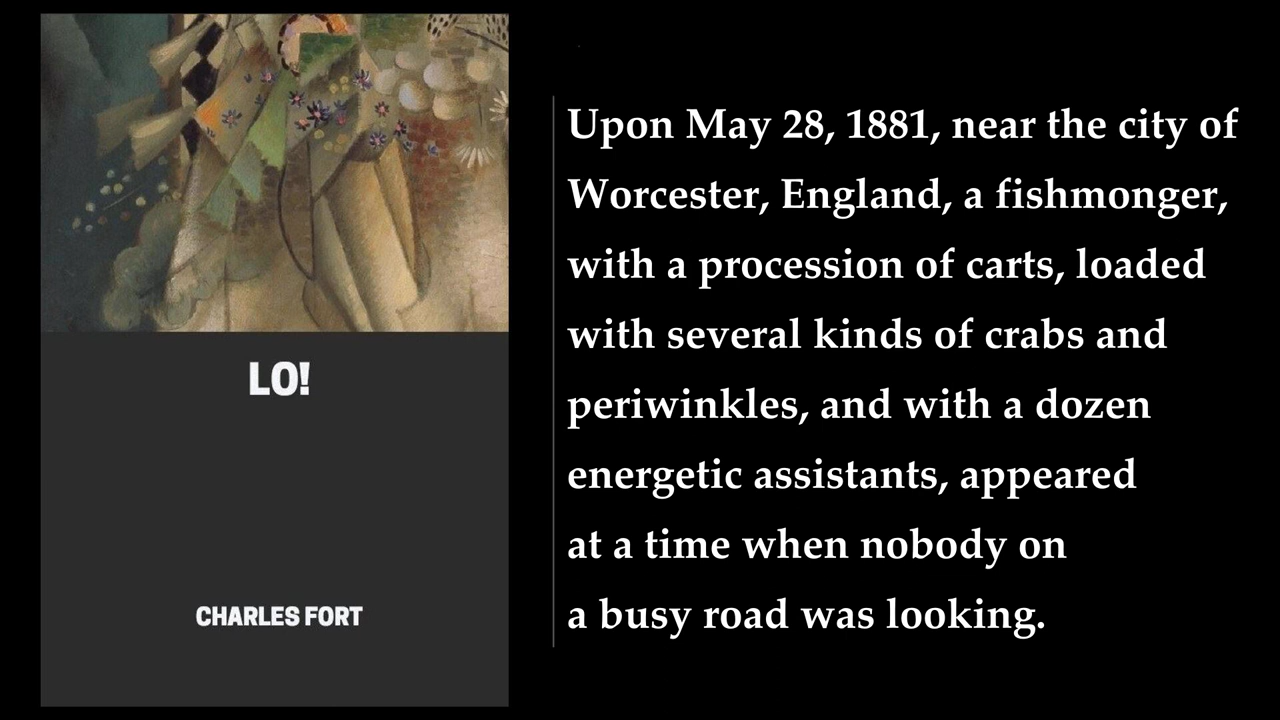 LO!
CHARLES FORT
Upon May 28, 1881, near the city of
Worcester, England, a fishmonger,
with a procession of carts, loaded
with several kinds of crabs and
periwinkles, and with a dozen
energetic assistants, appeared
at a time when nobody on
a busy road was looking.